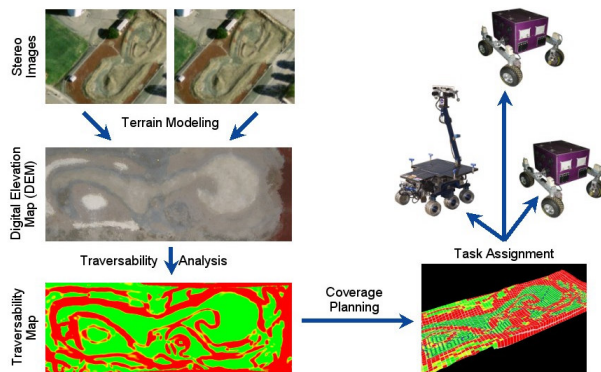 Stereo
Images
Terrain Modeling
Digital Elevation
Map (DEM)
Traversability Analysis
Traversability
Map
Coverage
Planning
Task Assignment